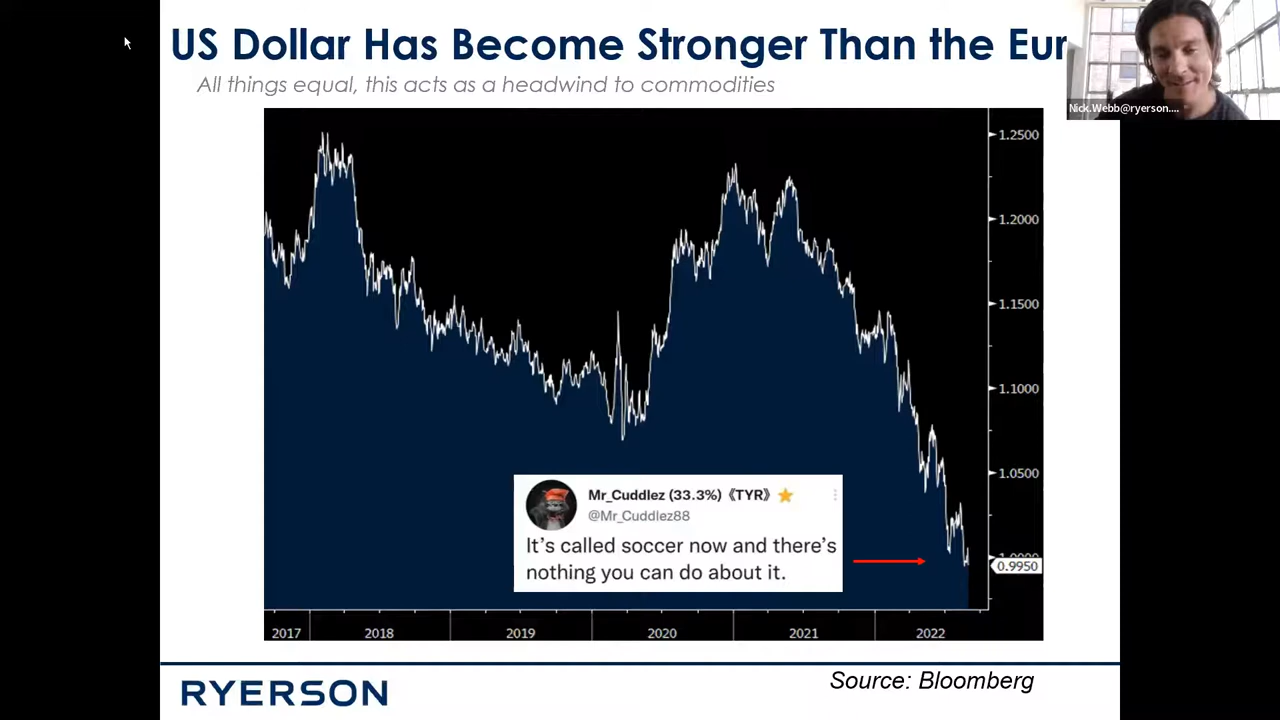 US Dollar Has Become Stronger Than the Eur
All things equal, this acts as a headwind to commodities
Nick.Webb@ryerson....
1.2500
1.2000
1.1500
1.1000
1.0500
0.9950
Mr_Cuddlez (33.3%)《TYR》⭐
@Mr_Cuddlez88
It's called soccer now and there's
nothing you can do about it.
2017 2018 2019 2020 2021 2022
Source: Bloomberg
RYERSON